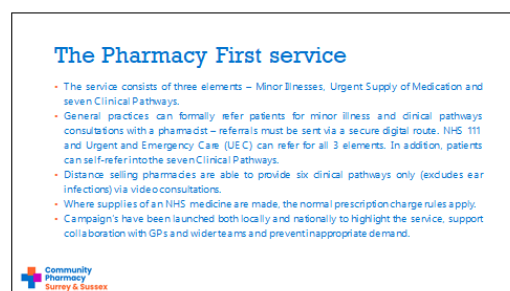 The Pharmacy First service
• The service consists of three elements – Minor Illnesses, Urgent Supply of Medication and
seven Clinical Pathways.
• General practices can formally refer patients for minor illness and clinical pathways
consultations with a pharmacist – referrals must be sent via a secure digital route. NHS 111
and Urgent and Emergency Care (UEC) can refer for all 3 elements. In addition, patients
can self-refer into the seven Clinical Pathways.
• Distance selling pharmacies are able to provide six clinical pathways only (excludes ear
infections) via video consultations.
• Where supplies of an NHS medicine are made, the normal prescription charge rules apply.
• Campaign's have been launched both locally and nationally to highlight the service, support
collaboration with GPs and wider teams and prevent inappropriate demand.
Community
Pharmacy
Surrey & Sussex